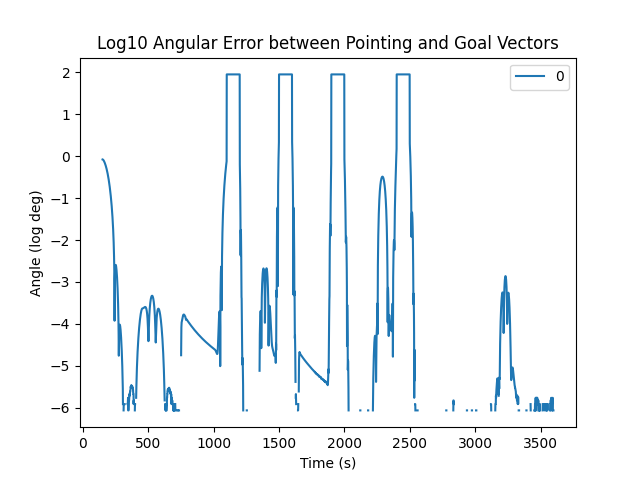 Log10 Angular Error between Pointing and Goal Vectors
0
2
1
0
−1
−2
−3
−4
−5
−6
Angle (log deg)
0 500 1000 1500 2000 2500 3000 3500
Time (s)